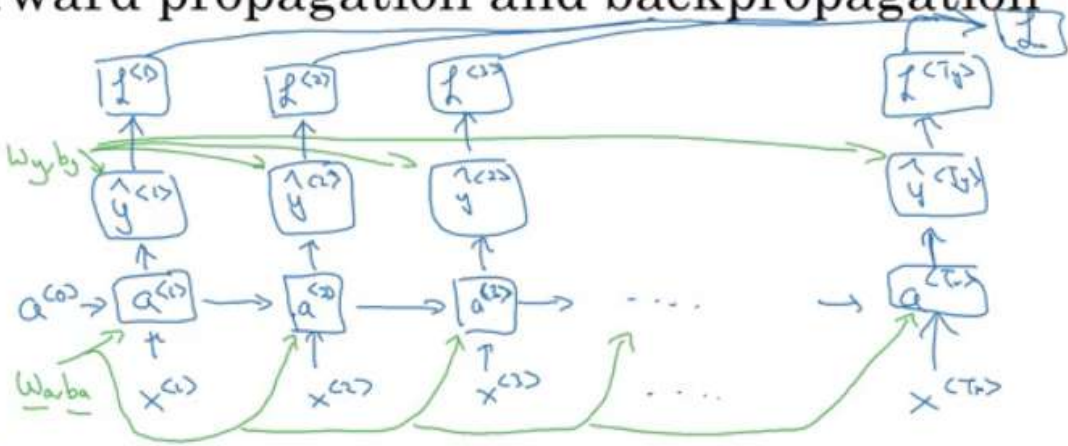 ward propagation and backpropagation
L
L<1> L<2> L<3> L<Ty>
Wy, by
ŷ<1> ŷ<2> ŷ<3> ŷ<Ty>
a<0> a<1> a<2> a<3> .... a<Tx>
Wa, ba x<1> x<2> x<3> ..... x<Tx>